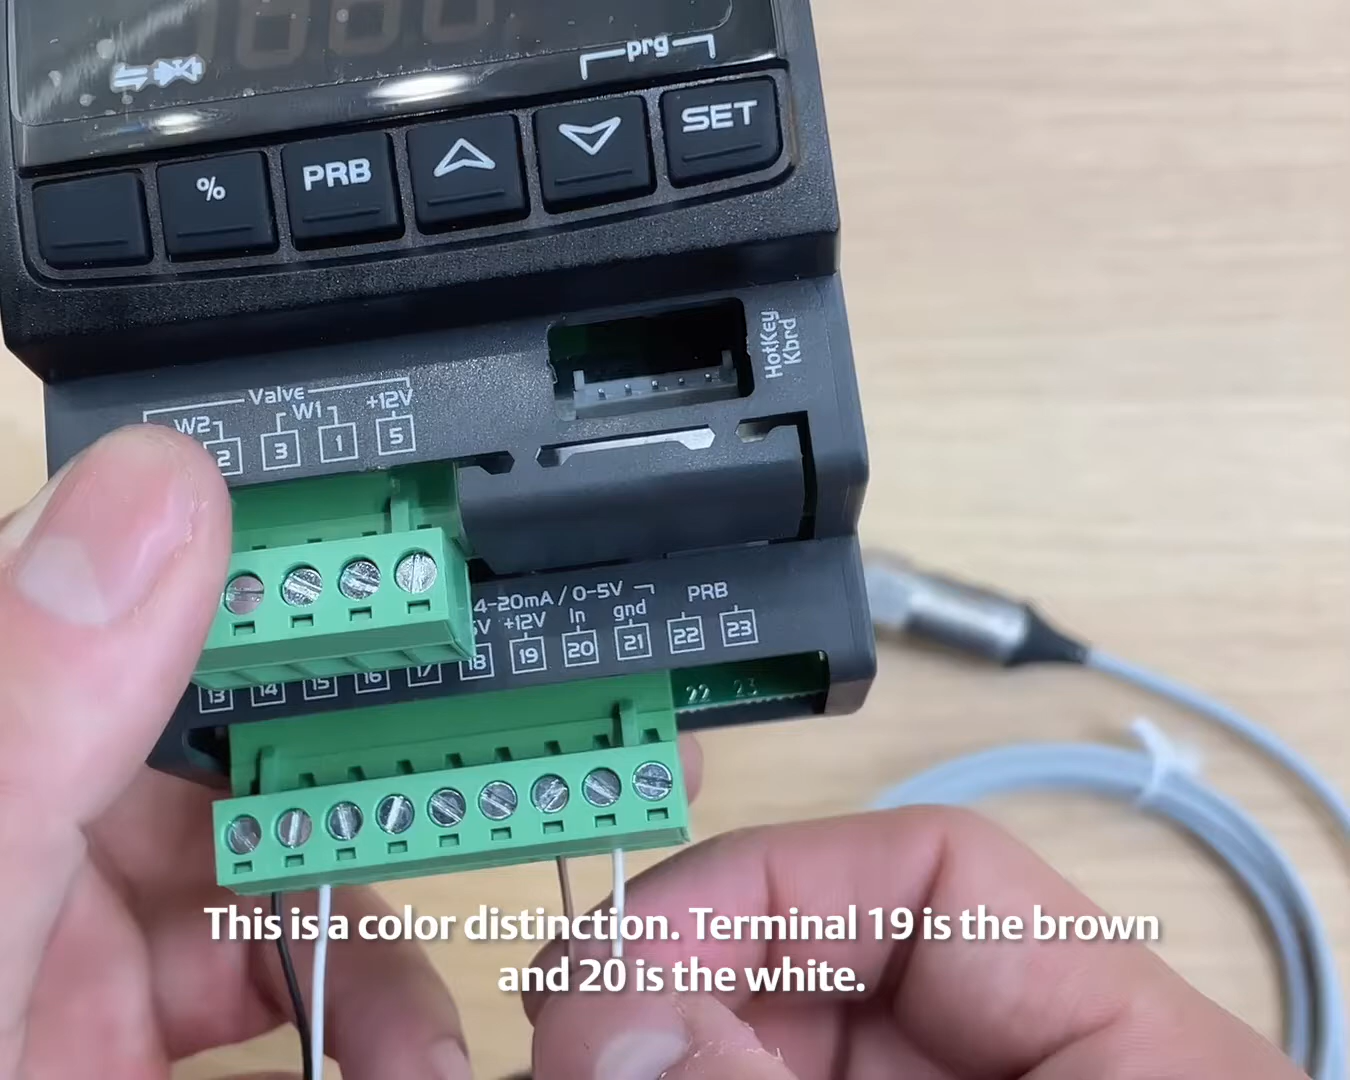 prg
%
PRB
SET
HotKey
Kbrd
Valve
W2
W1
+12V
2
3
1
5
4-20mA / 0-5V
PRB
+12V
In
gnd
13
14
15
16
17
18
19
20
21
22
23
22 23
This is a color distinction. Terminal 19 is the brown
and 20 is the white.